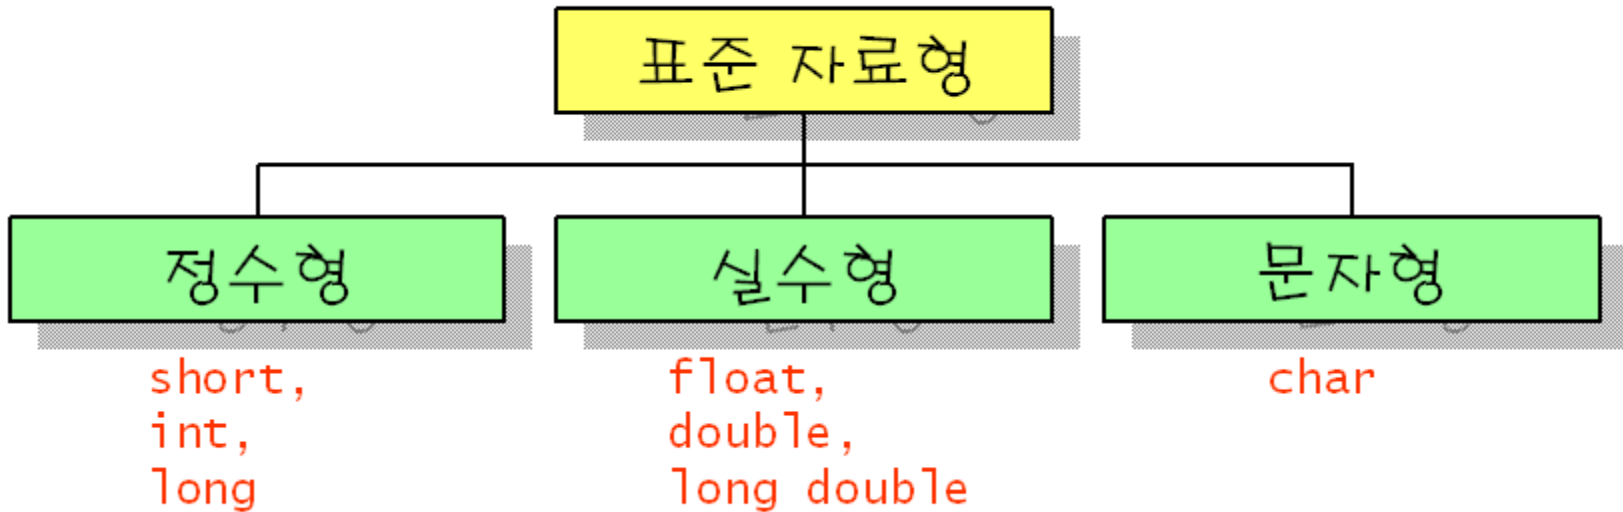 표준 자료형
정수형
실수형
문자형
short,
int,
long
float,
double,
long double
char